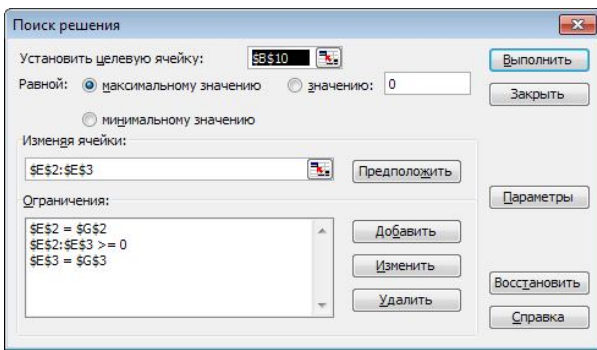 Поиск решения
Установить целевую ячейку: $B$10
Выполнить
Равной: максимальному значению значению: 0
Закрыть
минимальному значению
Изменяя ячейки:
$E$2:$E$3
Предположить
Ограничения:
Параметры
$E$2 = $G$2
$E$2:$E$3 >= 0
$E$3 = $G$3
Добавить
Изменить
Удалить
Восстановить
Справка